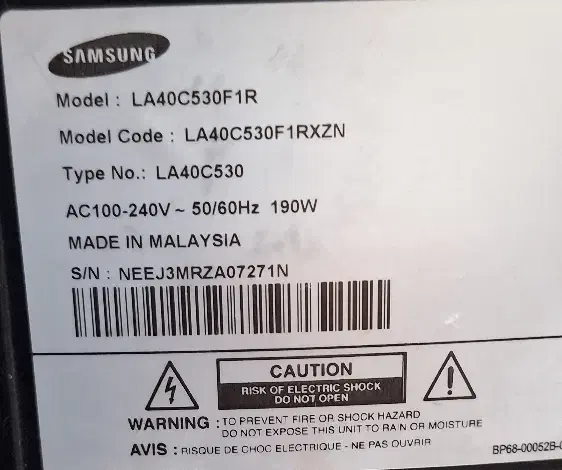 SAMSUNG
Model : LA40C530F1R
Model Code : LA40C530F1RXZN
Type No.: LA40C530
AC100-240V ~ 50/60Hz 190W
MADE IN MALAYSIA
S/N : NEEJ3MRZA07271N
CAUTION
RISK OF ELECTRIC SHOCK
DO NOT OPEN
WARNING : TO PREVENT FIRE OR SHOCK HAZARD
DO NOT EXPOSE THIS UNIT TO RAIN OR MOISTURE
AVIS : RISQUE DE CHOC ELECTRIQUE - NE PAS OUVRIR
BP68-00052B-